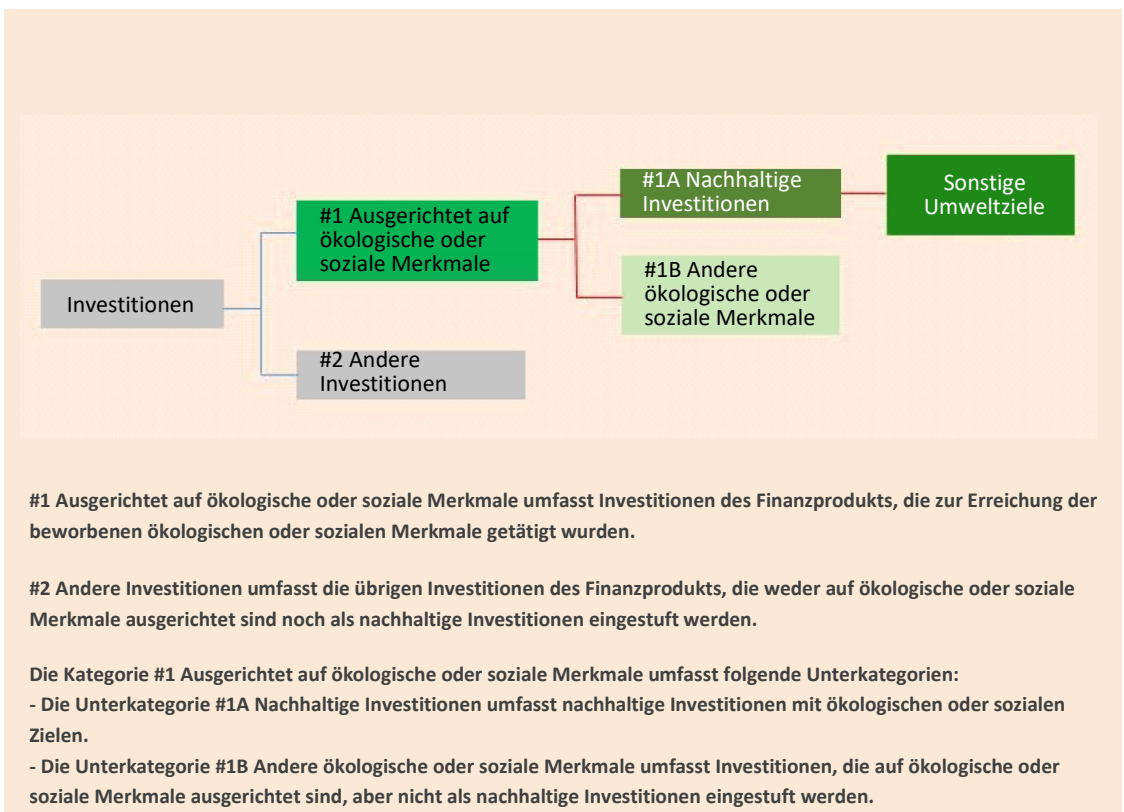 #1A Nachhaltige
Investitionen
Sonstige
Umweltziele
#1 Ausgerichtet auf
ökologische oder
soziale Merkmale
#1B Andere
ökologische oder
soziale Merkmale
Investitionen
#2 Andere
Investitionen
#1 Ausgerichtet auf ökologische oder soziale Merkmale umfasst Investitionen des Finanzprodukts, die zur Erreichung der
beworbenen ökologischen oder sozialen Merkmale getätigt wurden.
#2 Andere Investitionen umfasst die übrigen Investitionen des Finanzprodukts, die weder auf ökologische oder soziale
Merkmale ausgerichtet sind noch als nachhaltige Investitionen eingestuft werden.
Die Kategorie #1 Ausgerichtet auf ökologische oder soziale Merkmale umfasst folgende Unterkategorien:
- Die Unterkategorie #1A Nachhaltige Investitionen umfasst nachhaltige Investitionen mit ökologischen oder sozialen
Zielen.
- Die Unterkategorie #1B Andere ökologische oder soziale Merkmale umfasst Investitionen, die auf ökologische oder
soziale Merkmale ausgerichtet sind, aber nicht als nachhaltige Investitionen eingestuft werden.